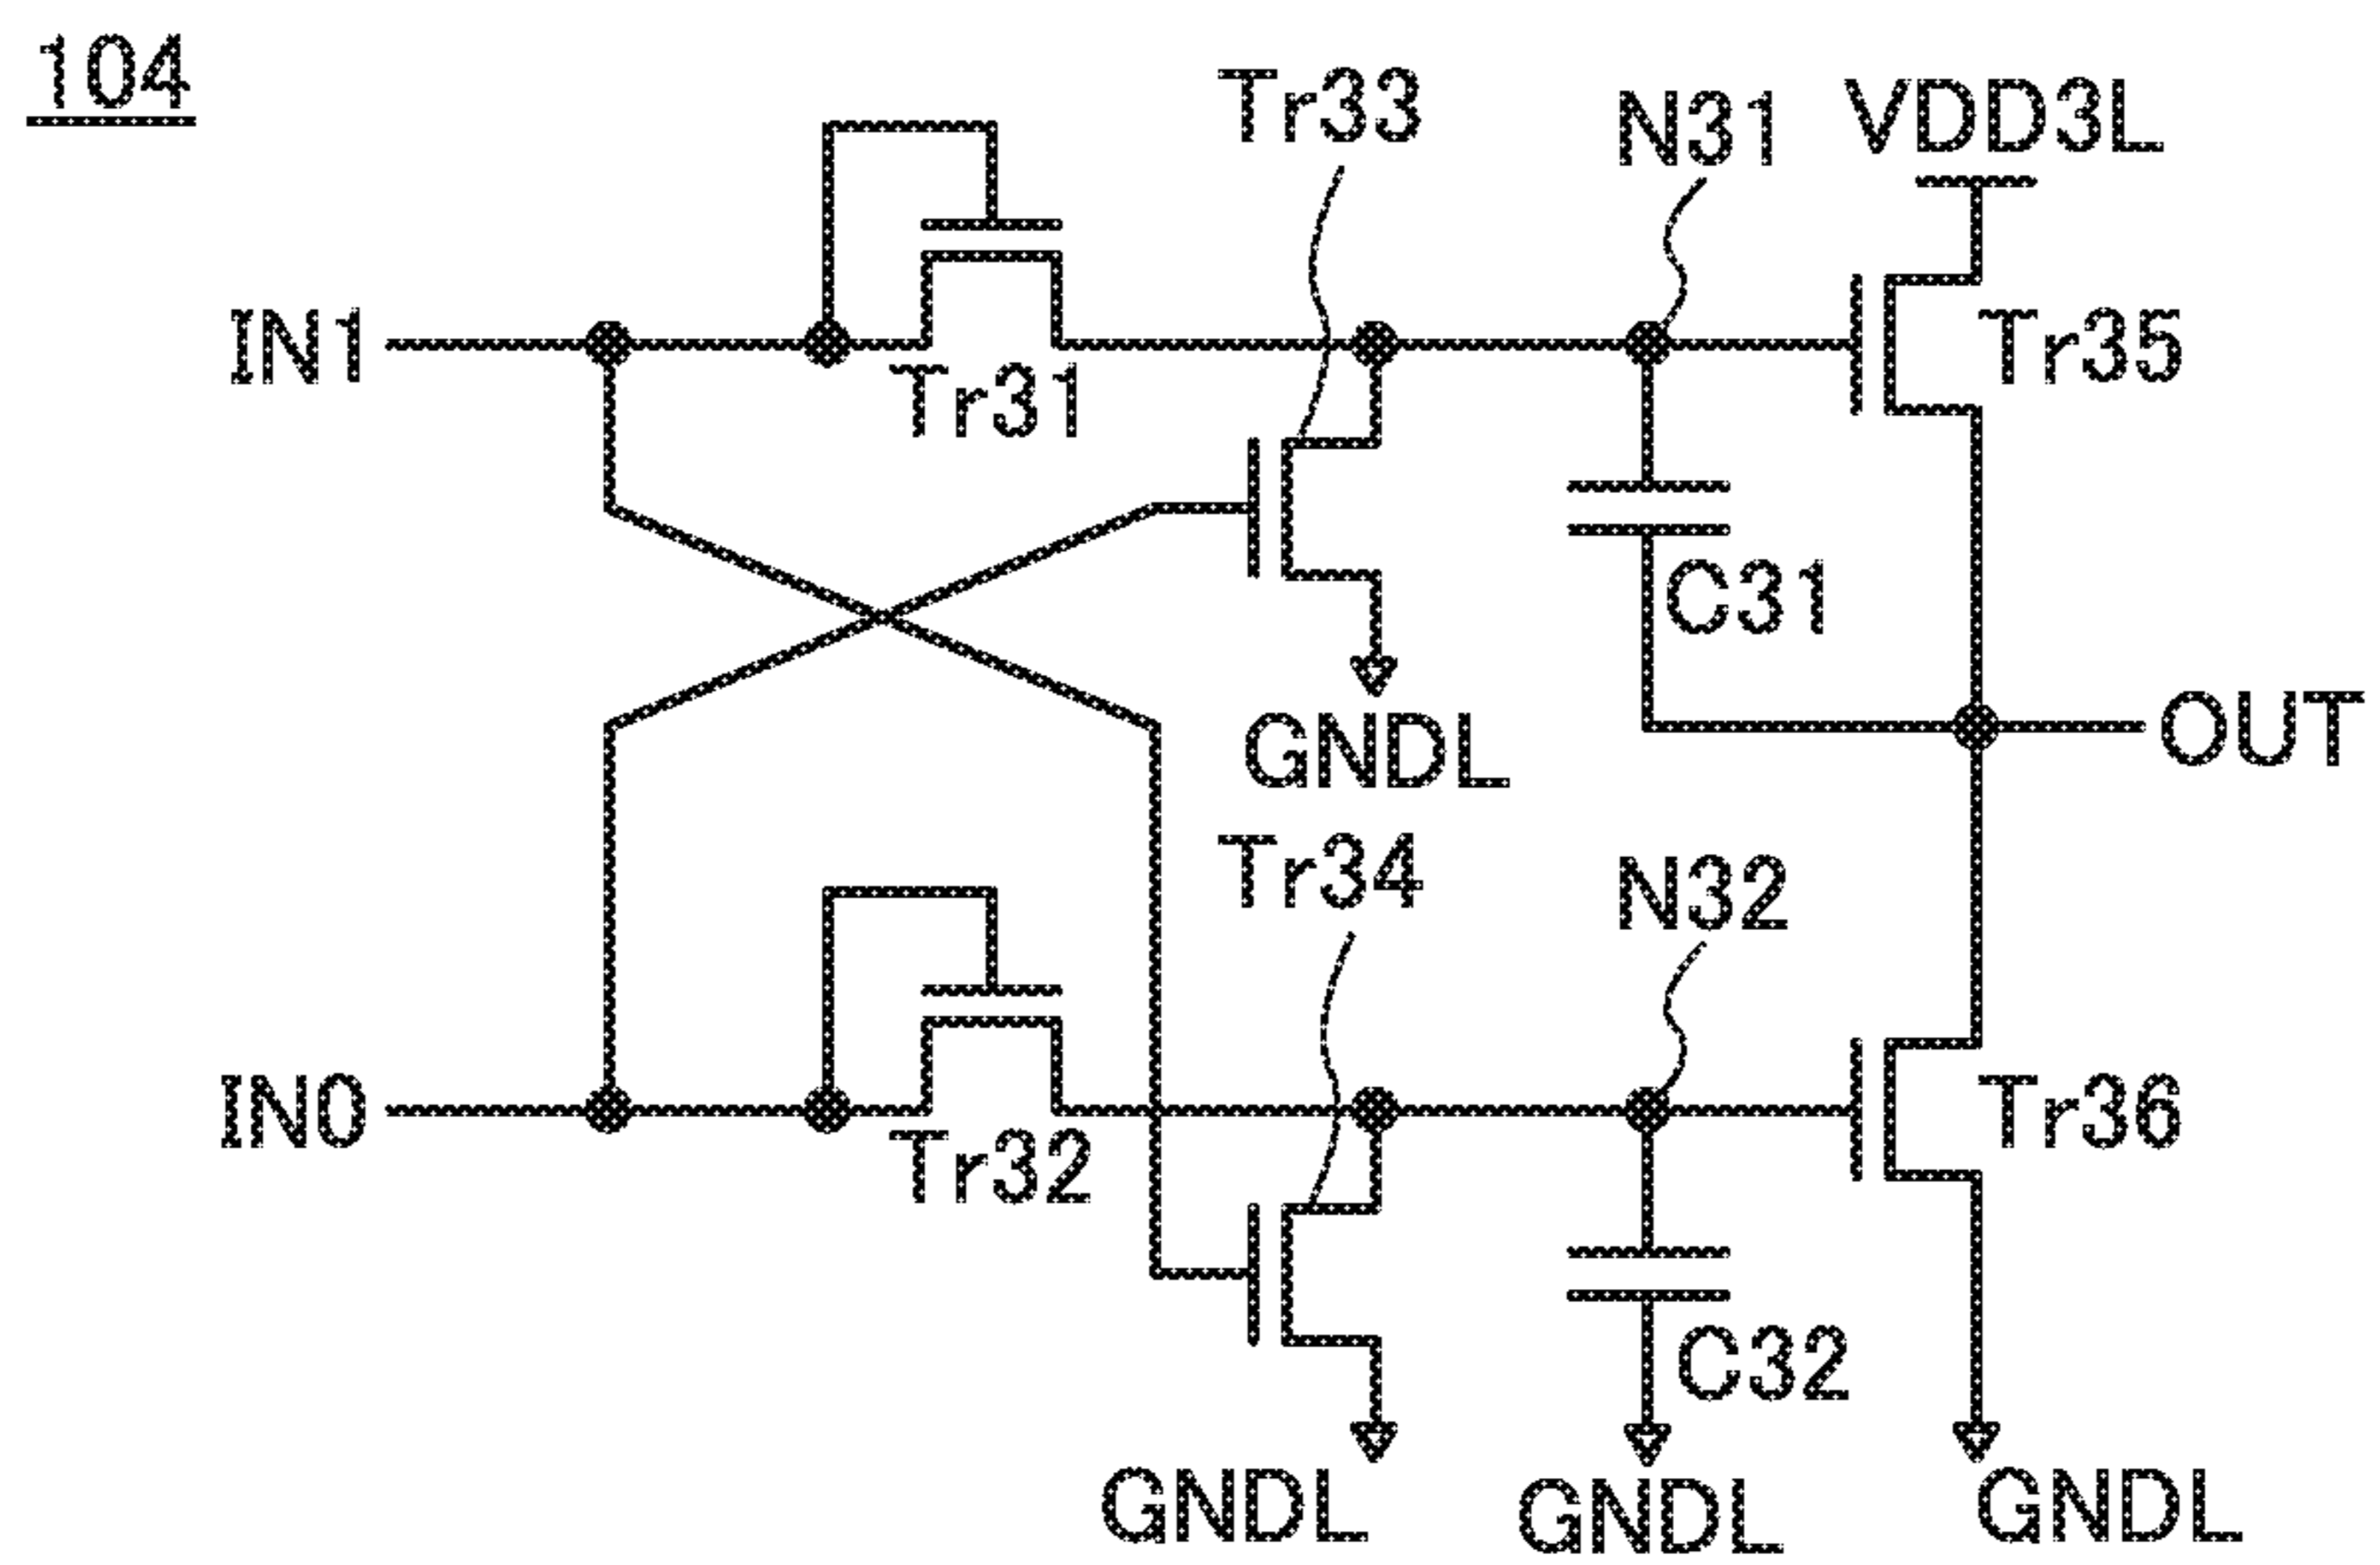 104
Tr33
N31
VDD3L
IN1
Tr31
Tr35
C31
OUT
GNDL
Tr34
N32
IN0
Tr32
Tr36
C32
GNDL
GNDL
GNDL